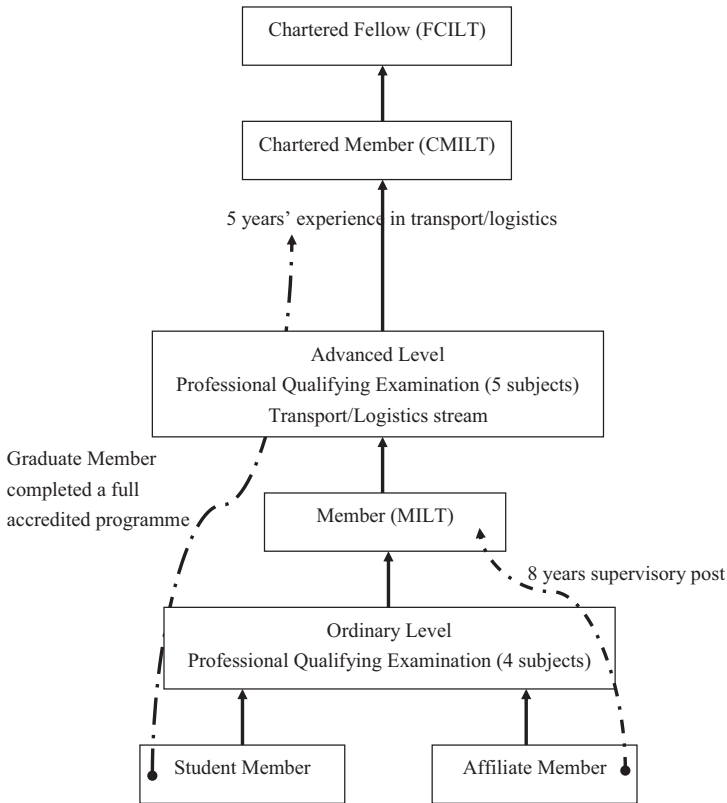 Chartered Fellow (FCILT)
Chartered Member (CMILT)
5 years’ experience in transport/logistics
Advanced Level
Professional Qualifying Examination (5 subjects)
Transport/Logistics stream
Graduate Member
completed a full
accredited programme
Member (MILT)
8 years supervisory post
Ordinary Level
Professional Qualifying Examination (4 subjects)
Student Member
Affiliate Member